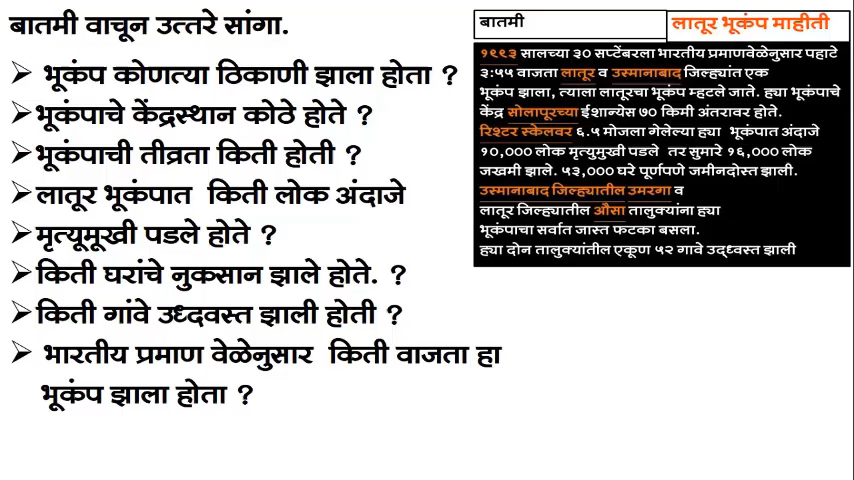 बातमी वाचून उत्तरे सांगा.
➢ भूकंप कोणत्या ठिकाणी झाला होता ?
➢भूकंपाचे केंद्रस्थान कोठे होते ?
➢भूकंपाची तीव्रता किती होती ?
➢लातूर भूकंपात किती लोक अंदाजे
➢मृत्यूमूखी पडले होते ?
➢किती घरांचे नुकसान झाले होते. ?
➢किती गांवे उध्दवस्त झाली होती ?
➢ भारतीय प्रमाण वेळेनुसार किती वाजता हा
भूकंप झाला होता ?
बातमी
लातूर भूकंप माहीती
१९९३ सालच्या ३० सप्टेंबरला भारतीय प्रमाणवेळेनुसार पहाटे
३:५५ वाजता लातूर व उस्मानाबाद जिल्ह्यांत एक
भूकंप झाला, त्याला लातूरचा भूकंप म्हटले जाते. ह्या भूकंपाचे
केंद्र सोलापूरच्या ईशान्येस ७० किमी अंतरावर होते.
रिश्टर स्केलवर ६.५ मोजला गेलेल्या ह्या भूकंपात अंदाजे
१०,००० लोक मृत्युमुखी पडले तर सुमारे १६,००० लोक
जखमी झाले. ५३,००० घरे पूर्णपणे जमीनदोस्त झाली.
उस्मानाबाद जिल्ह्यातील उमरगा व
लातूर जिल्ह्यातील औसा तालुक्यांना ह्या
भूकंपाचा सर्वात जास्त फटका बसला.
ह्या दोन तालुक्यांतील एकूण ५२ गावे उद्ध्वस्त झाली